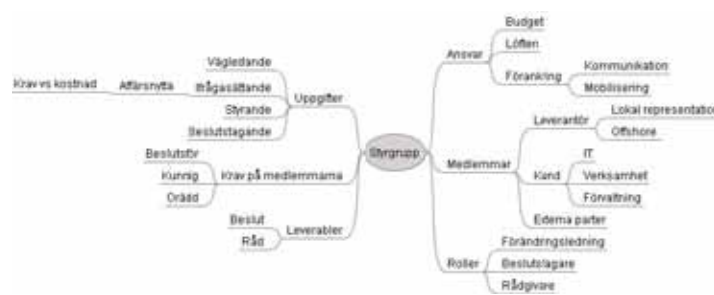 Styrgrupp
Uppgifter
Vägledande
Ifrågasättande
Affärsnytta
Krav vs kostnad
Styrande
Beslutstagande
Krav på medlemmarna
Beslutsför
Kunnig
Orädd
Leverabler
Beslut
Råd
Ansvar
Budget
Löften
Förankring
Kommunikation
Mobilisering
Medlemmar
Leverantör
Lokal representation
Offshore
Kund
IT
Verksamhet
Förvaltning
Externa parter
Roller
Förändringsledning
Beslutstagare
Rådgivare